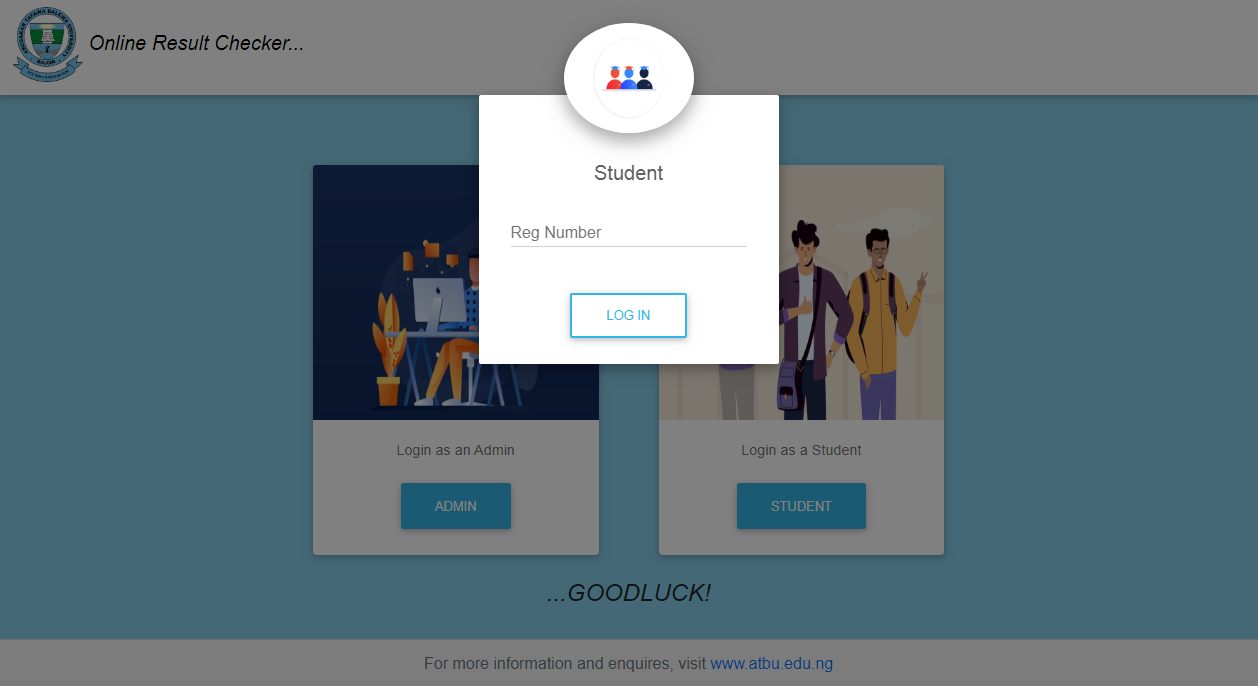 Online Result Checker...
Student
Reg Number
LOG IN
Login as an Admin
Login as a Student
ADMIN
STUDENT
...GOODLUCK!
For more information and enquires, visit www.atbu.edu.ng